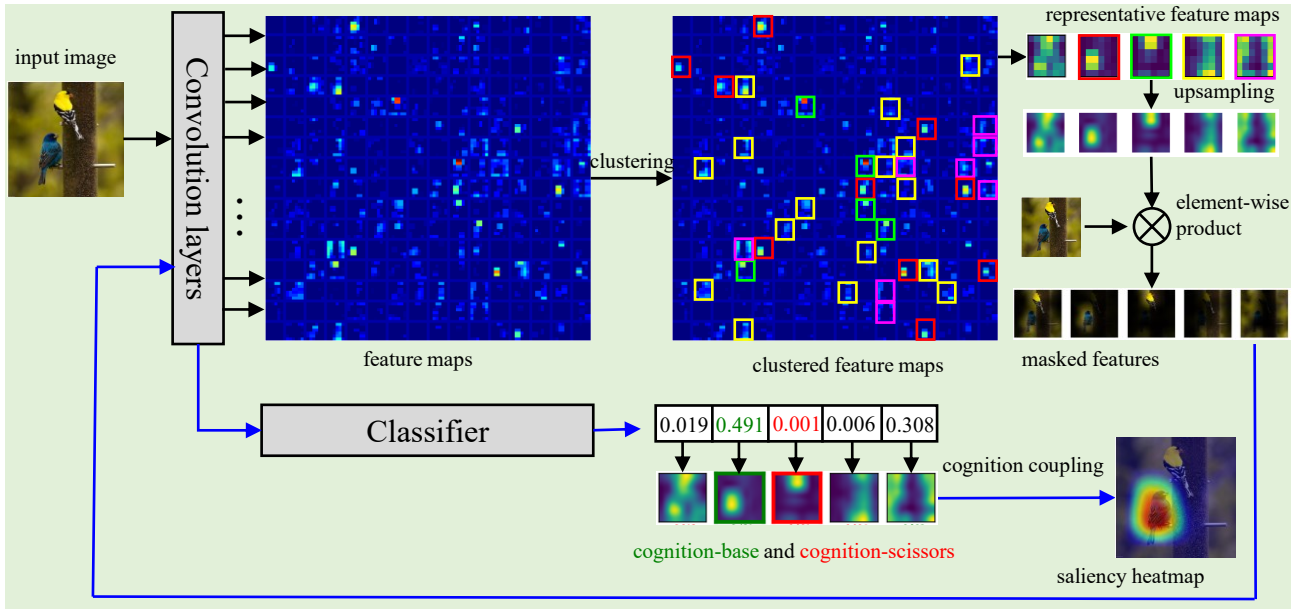 representative feature maps
input image
Convolution layers
upsampling
clustering
element-wise
product
...
feature maps
clustered feature maps
masked features
Classifier
0.019 0.491 0.001 0.006 0.308
cognition coupling
cognition-base and cognition-scissors
saliency heatmap